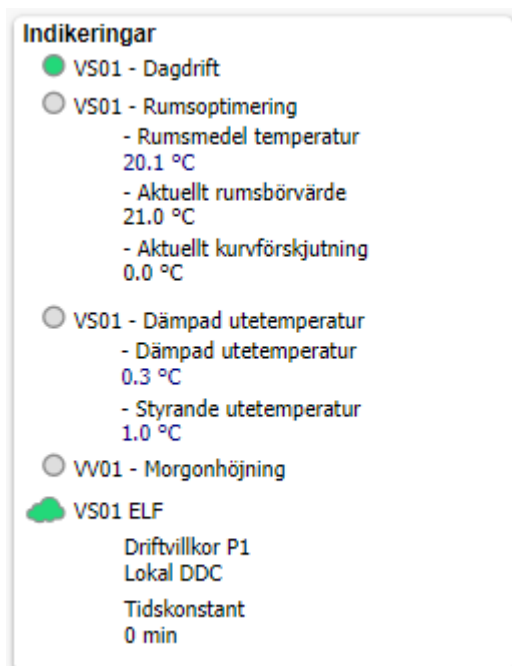 Indikeringar
VS01 - Dagdrift
VS01 - Rumsoptimering
- Rumsmedel temperatur
20.1 °C
- Aktuellt rumsbörvärde
21.0 °C
- Aktuellt kurvförskjutning
0.0 °C
VS01 - Dämpad utetemperatur
- Dämpad utetemperatur
0.3 °C
- Styrande utetemperatur
1.0 °C
VV01 - Morgonhöjning
VS01 ELF
Driftvillkor P1
Lokal DDC
Tidskonstant
0 min